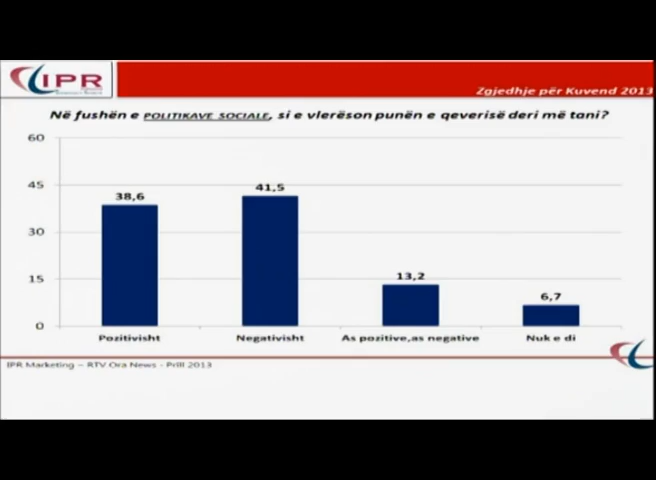 IPR
Zgjedhje për Kuvend 2013
Në fushën e POLITIKAVE SOCIALE, si e vlerëson punën e qeverisë deri më tani?
60
45
30
15
0
38,6
41,5
13,2
6,7
Pozitivisht
Negativisht
As pozitive,as negative
Nuk e di
IPR Marketing – RTV Ora News - Prill 2013